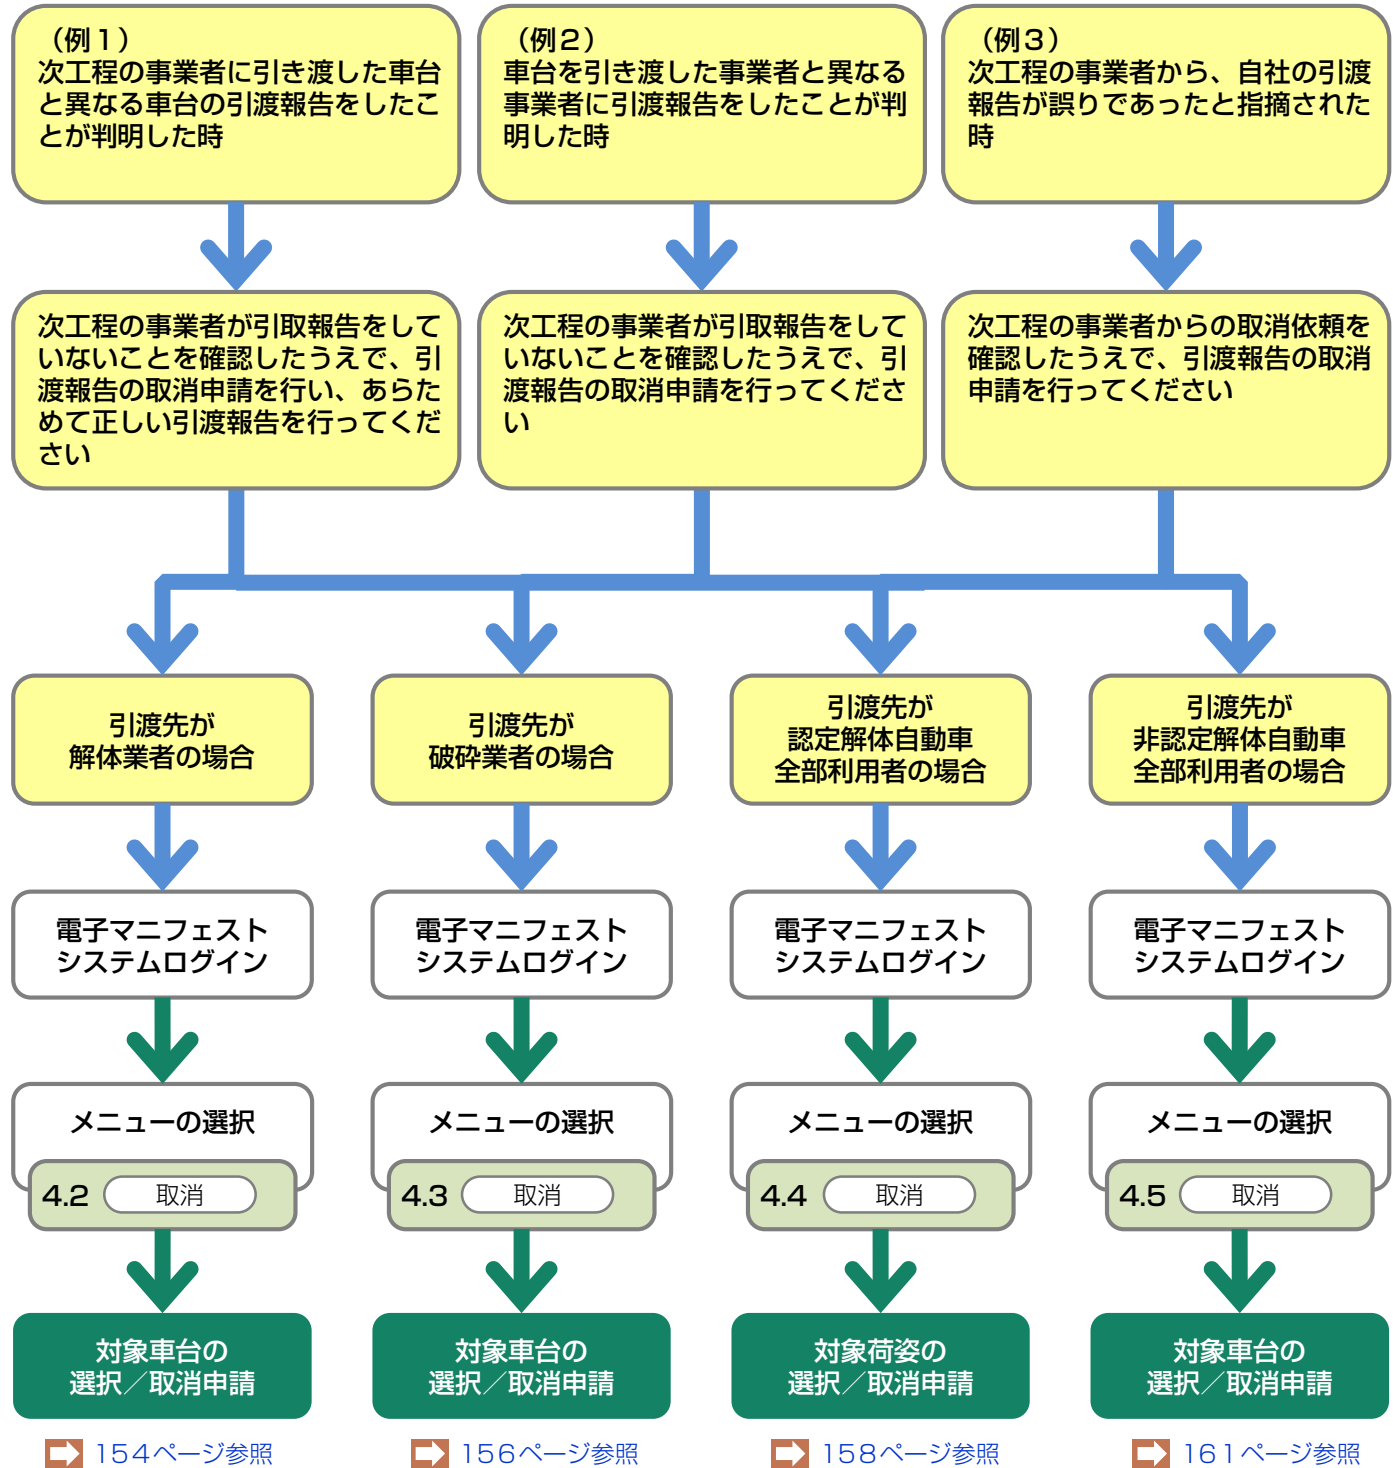 （例１）
次工程の事業者に引き渡した車台
と異なる車台の引渡報告をしたこ
とが判明した時
（例２）
車台を引き渡した事業者と異なる
事業者に引渡報告をしたことが判
明した時
（例３）
次工程の事業者から、自社の引渡
報告が誤りであったと指摘された
時
次工程の事業者が引取報告をして
いないことを確認したうえで、引
渡報告の取消申請を行い、あらた
めて正しい引渡報告を行ってくだ
さい
次工程の事業者が引取報告をして
いないことを確認したうえで、引
渡報告の取消申請を行ってくださ
い
次工程の事業者からの取消依頼を
確認したうえで、引渡報告の取消
申請を行ってください
引渡先が
解体業者の場合
引渡先が
破砕業者の場合
引渡先が
認定解体自動車
全部利用者の場合
引渡先が
非認定解体自動車
全部利用者の場合
電子マニフェスト
システムログイン
電子マニフェスト
システムログイン
電子マニフェスト
システムログイン
電子マニフェスト
システムログイン
メニューの選択
4.2 取消
メニューの選択
4.3 取消
メニューの選択
4.4 取消
メニューの選択
4.5 取消
対象車台の
選択／取消申請
対象車台の
選択／取消申請
対象荷姿の
選択／取消申請
対象車台の
選択／取消申請
154ページ参照
156ページ参照
158ページ参照
161ページ参照